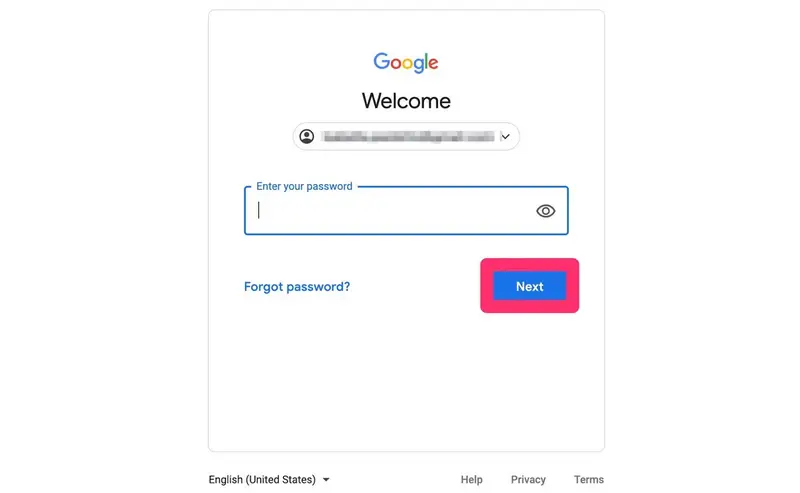 Google
Welcome
Enter your password
Forgot password?
Next
English (United States)
Help Privacy Terms